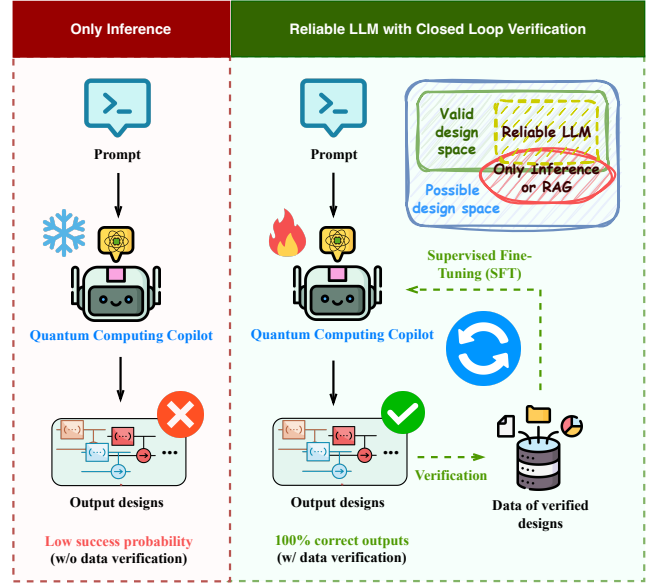 Only Inference
Reliable LLM with Closed Loop Verification
Prompt
Quantum Computing Copilot
(···)
(···)
(···)
...
Output designs
Low success probability
(w/o data verification)
Prompt
Valid
design
space
Reliable LLM
Only Inference
or RAG
Possible
design space
Supervised Fine-
Tuning (SFT)
Quantum Computing Copilot
(···)
(···)
(···)
...
Output designs
Verification
Data of verified
designs
100% correct outputs
(w/ data verification)